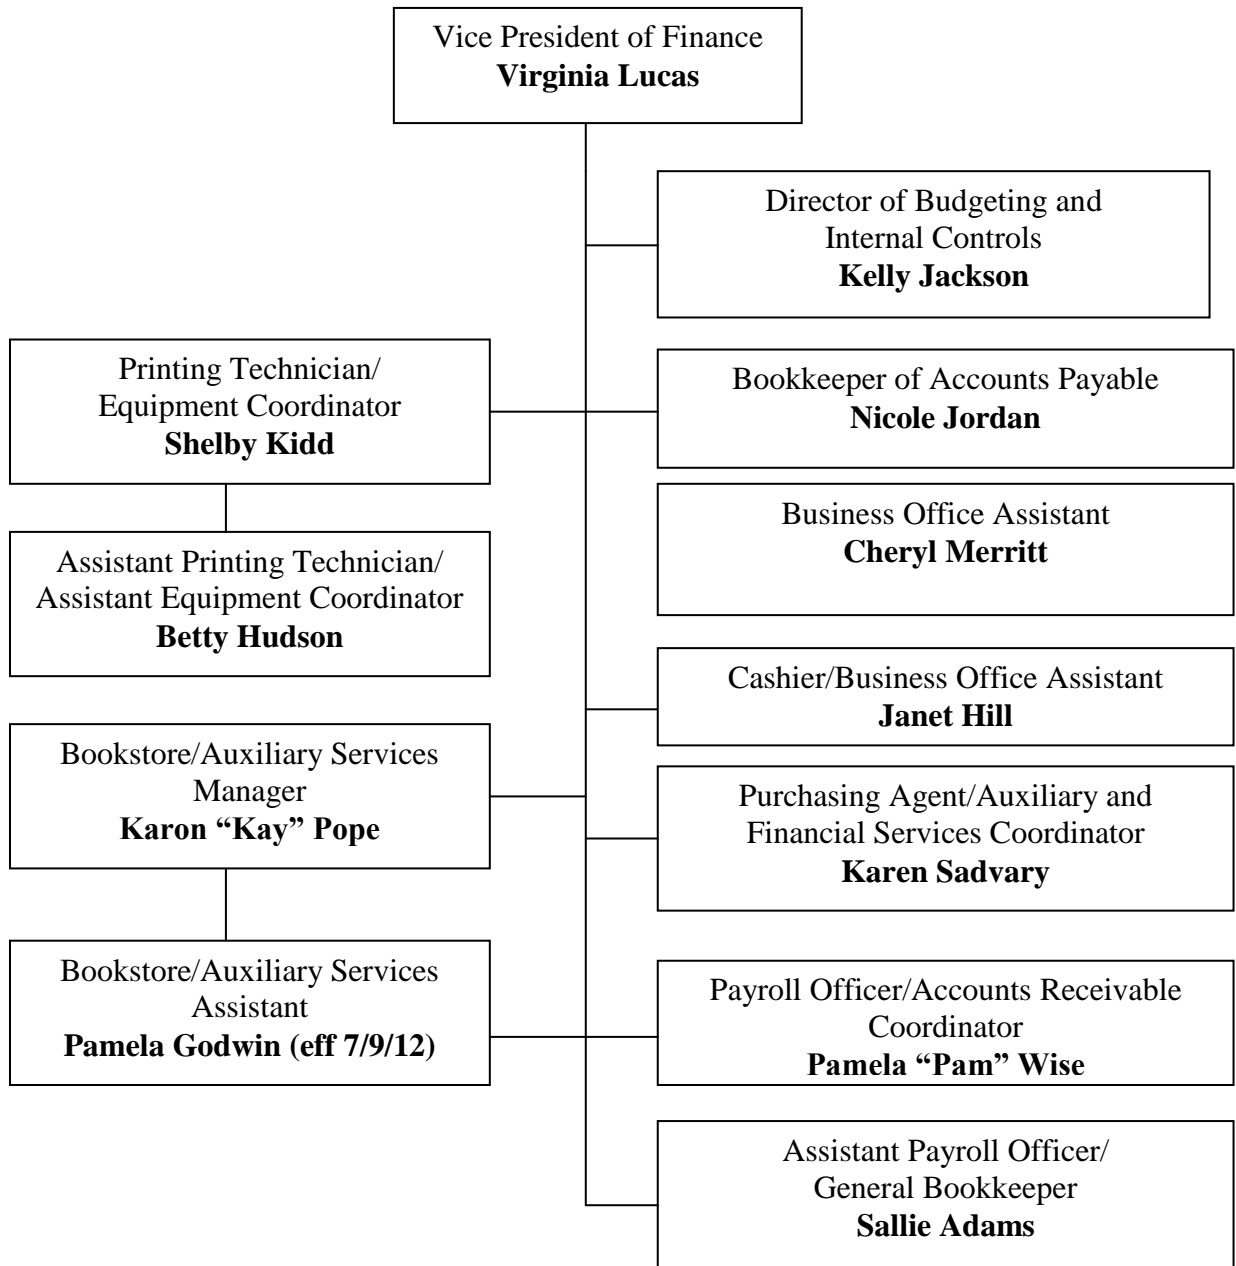 Vice President of Finance
Virginia Lucas
Director of Budgeting and
Internal Controls
Kelly Jackson
Printing Technician/
Equipment Coordinator
Shelby Kidd
Bookkeeper of Accounts Payable
Nicole Jordan
Business Office Assistant
Cheryl Merritt
Assistant Printing Technician/
Assistant Equipment Coordinator
Betty Hudson
Cashier/Business Office Assistant
Janet Hill
Bookstore/Auxiliary Services
Manager
Karon “Kay” Pope
Purchasing Agent/Auxiliary and
Financial Services Coordinator
Karen Sadvary
Bookstore/Auxiliary Services
Assistant
Pamela Godwin (eff 7/9/12)
Payroll Officer/Accounts Receivable
Coordinator
Pamela “Pam” Wise
Assistant Payroll Officer/
General Bookkeeper
Sallie Adams